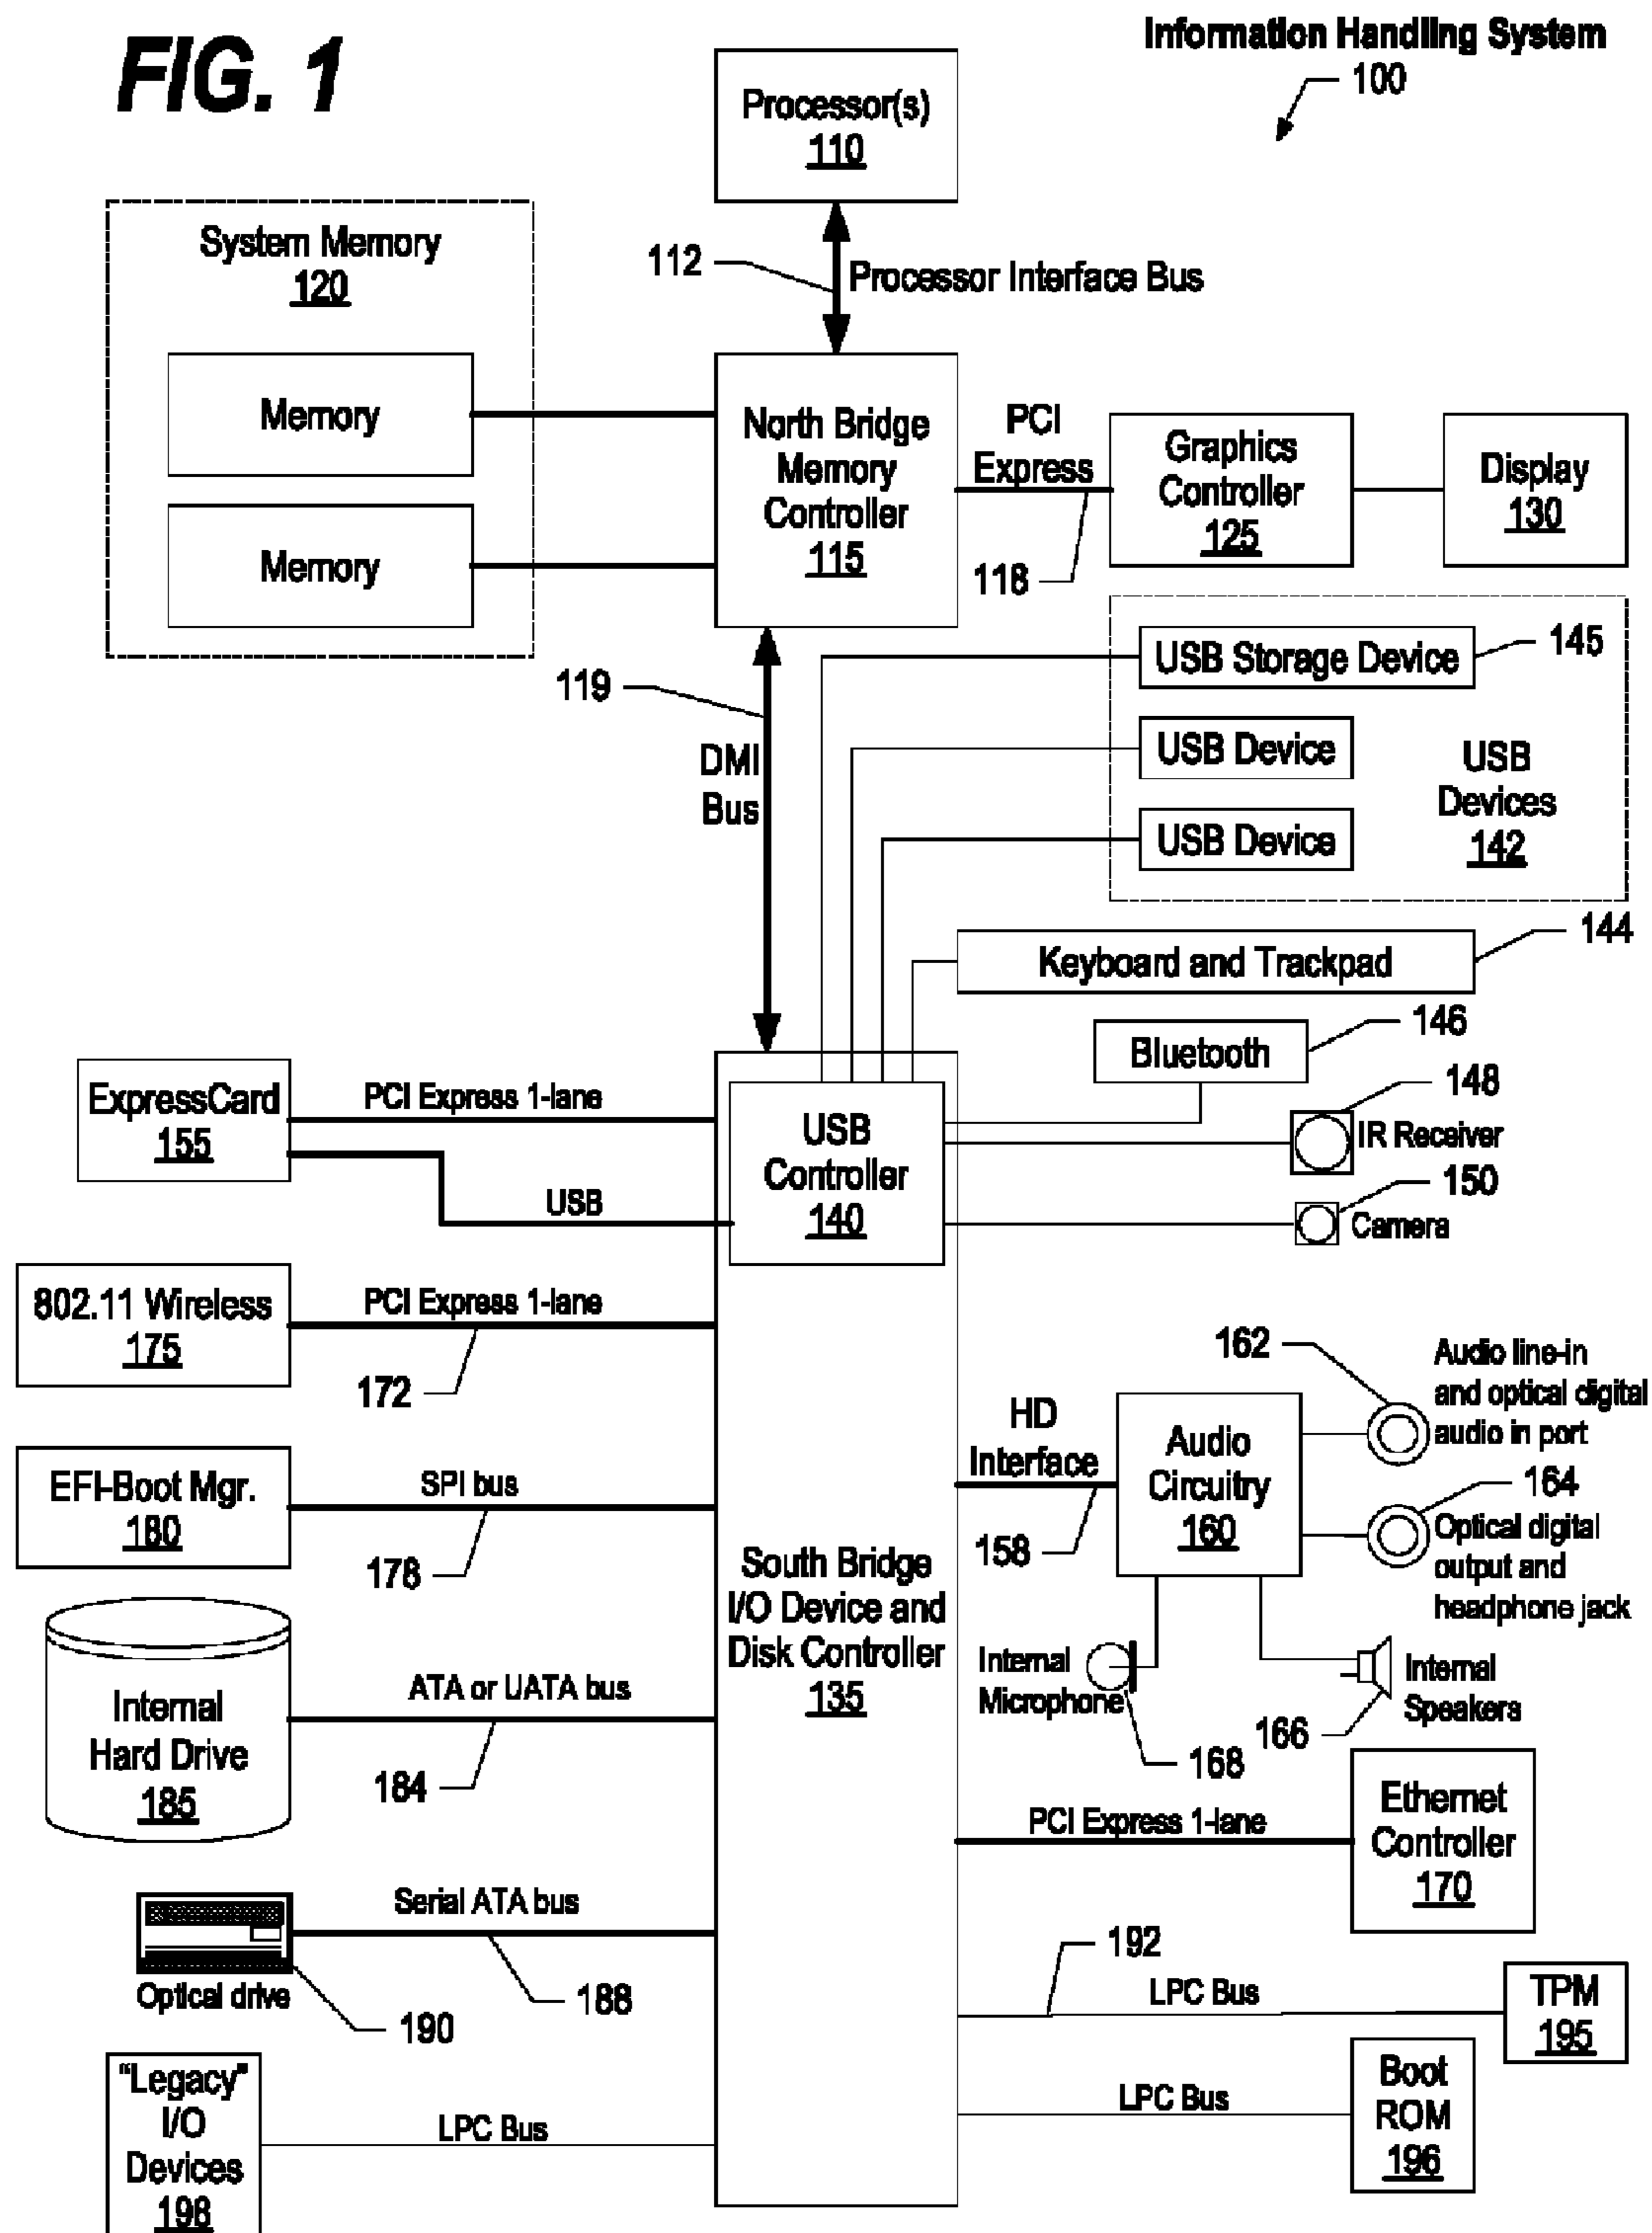 FIG. 1
Information Handling System
100
Processor(s)
110
System Memory
120
112
Processor Interface Bus
Memory
Memory
North Bridge
Memory
Controller
115
PCI
Express
118
Graphics
Controller
125
Display
130
119
DMI
Bus
USB Storage Device
145
USB Device
USB Device
USB
Devices
142
Keyboard and Trackpad
144
Bluetooth
146
148
IR Receiver
150
Camera
ExpressCard
155
PCI Express 1-lane
USB
USB
Controller
140
802.11 Wireless
175
PCI Express 1-lane
172
EFI-Boot Mgr.
180
SPI bus
178
Internal
Hard Drive
185
ATA or UATA bus
184
South Bridge
I/O Device and
Disk Controller
135
HD
Interface
158
Audio
Circuitry
160
162
Audio line-in
and optical digital
audio in port
164
Optical digital
output and
headphone jack
Internal
Microphone
168
Internal
Speakers
166
PCI Express 1-lane
Ethernet
Controller
170
Serial ATA bus
188
Optical drive
190
192
LPC Bus
TPM
195
LPC Bus
Boot
ROM
196
"Legacy"
I/O
Devices
198
LPC Bus